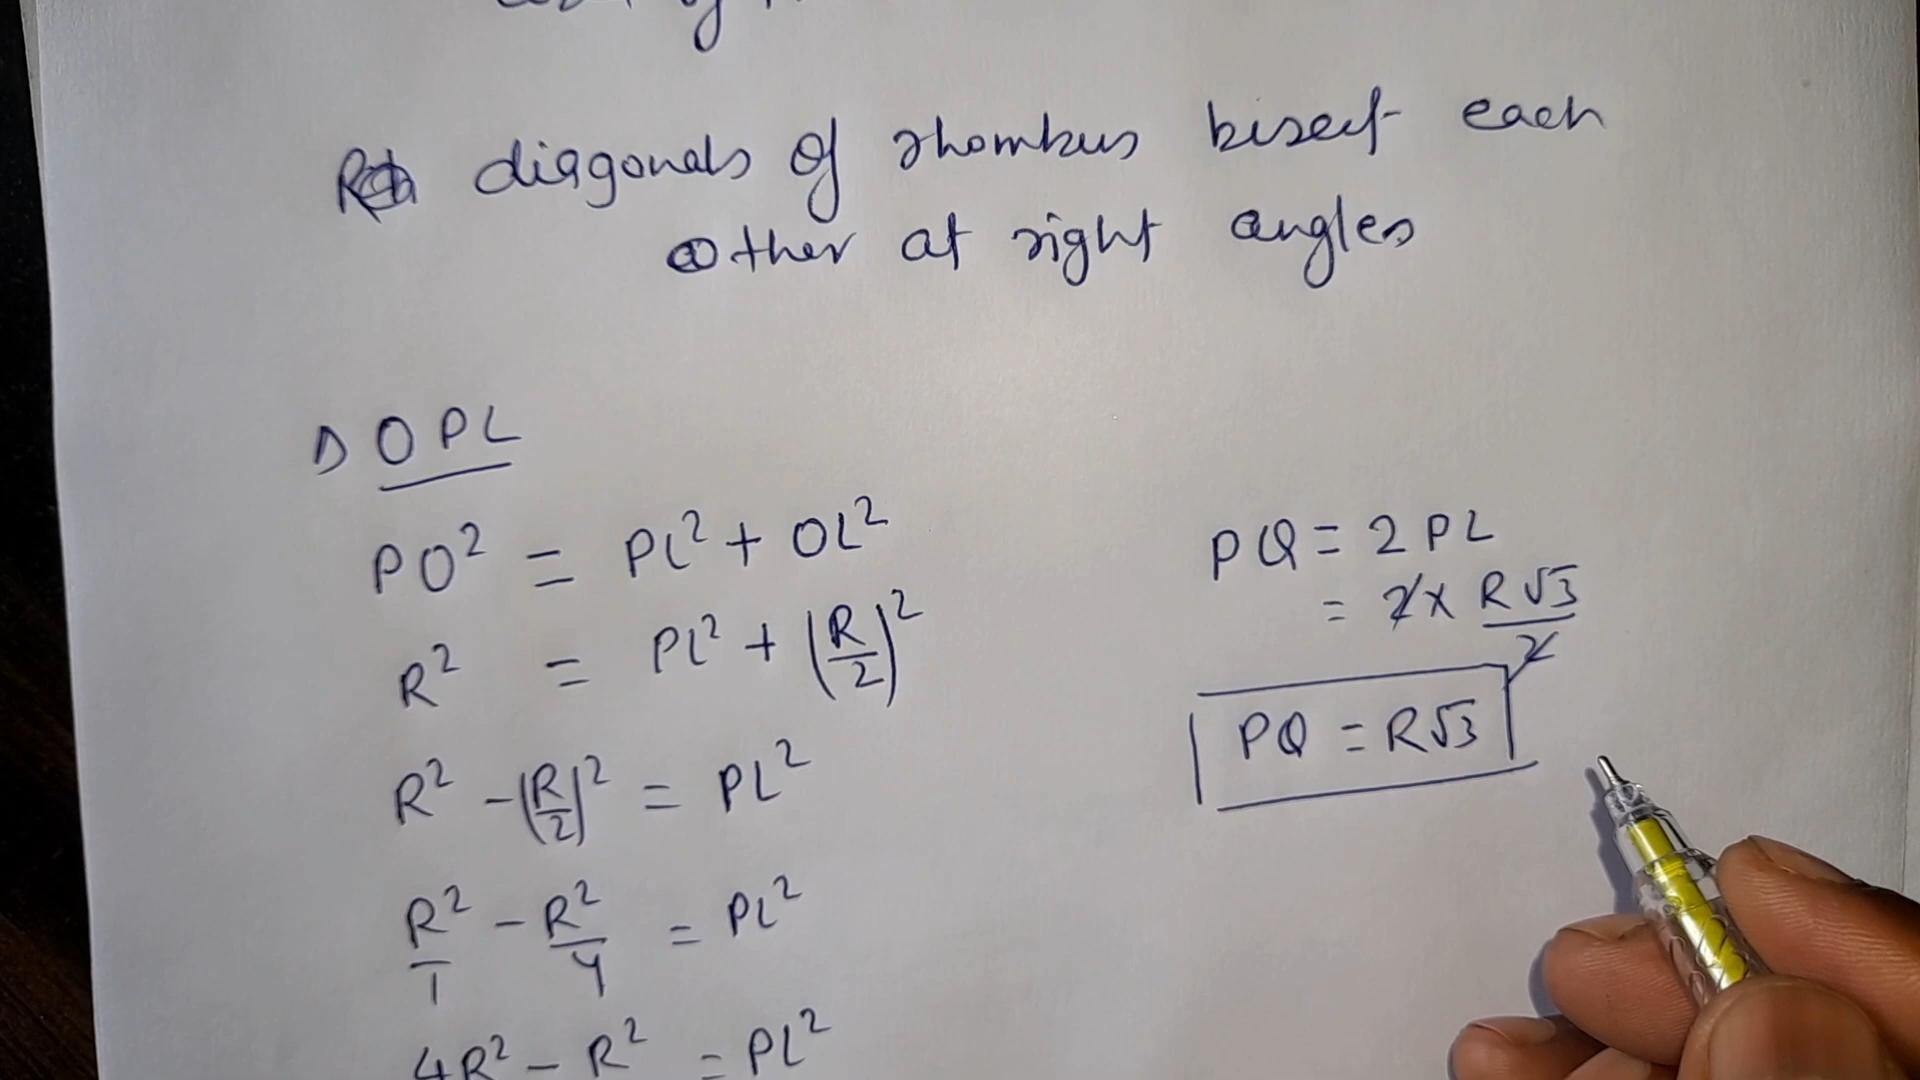 diagonals of rhombus bisect each
other at right angles
Δ OPL
PO² = PL² + OL²
R² = PL² + (R/2)²
R² - (R/2)² = PL²
R²/1 - R²/4 = PL²
4R² - R² = PL²
PQ = 2 PL
= 2 x R√3/2
PQ = R√3